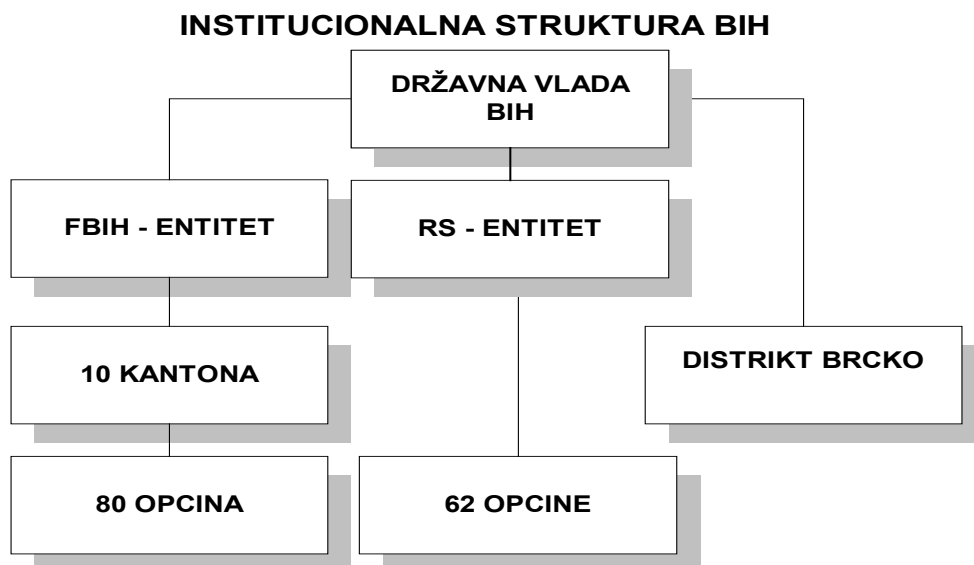 INSTITUCIONALNA STRUKTURA BIH
DRŽAVNA VLADA
BIH
FBIH - ENTITET
RS - ENTITET
10 KANTONA
DISTRIKT BRCKO
80 OPCINA
62 OPCINE